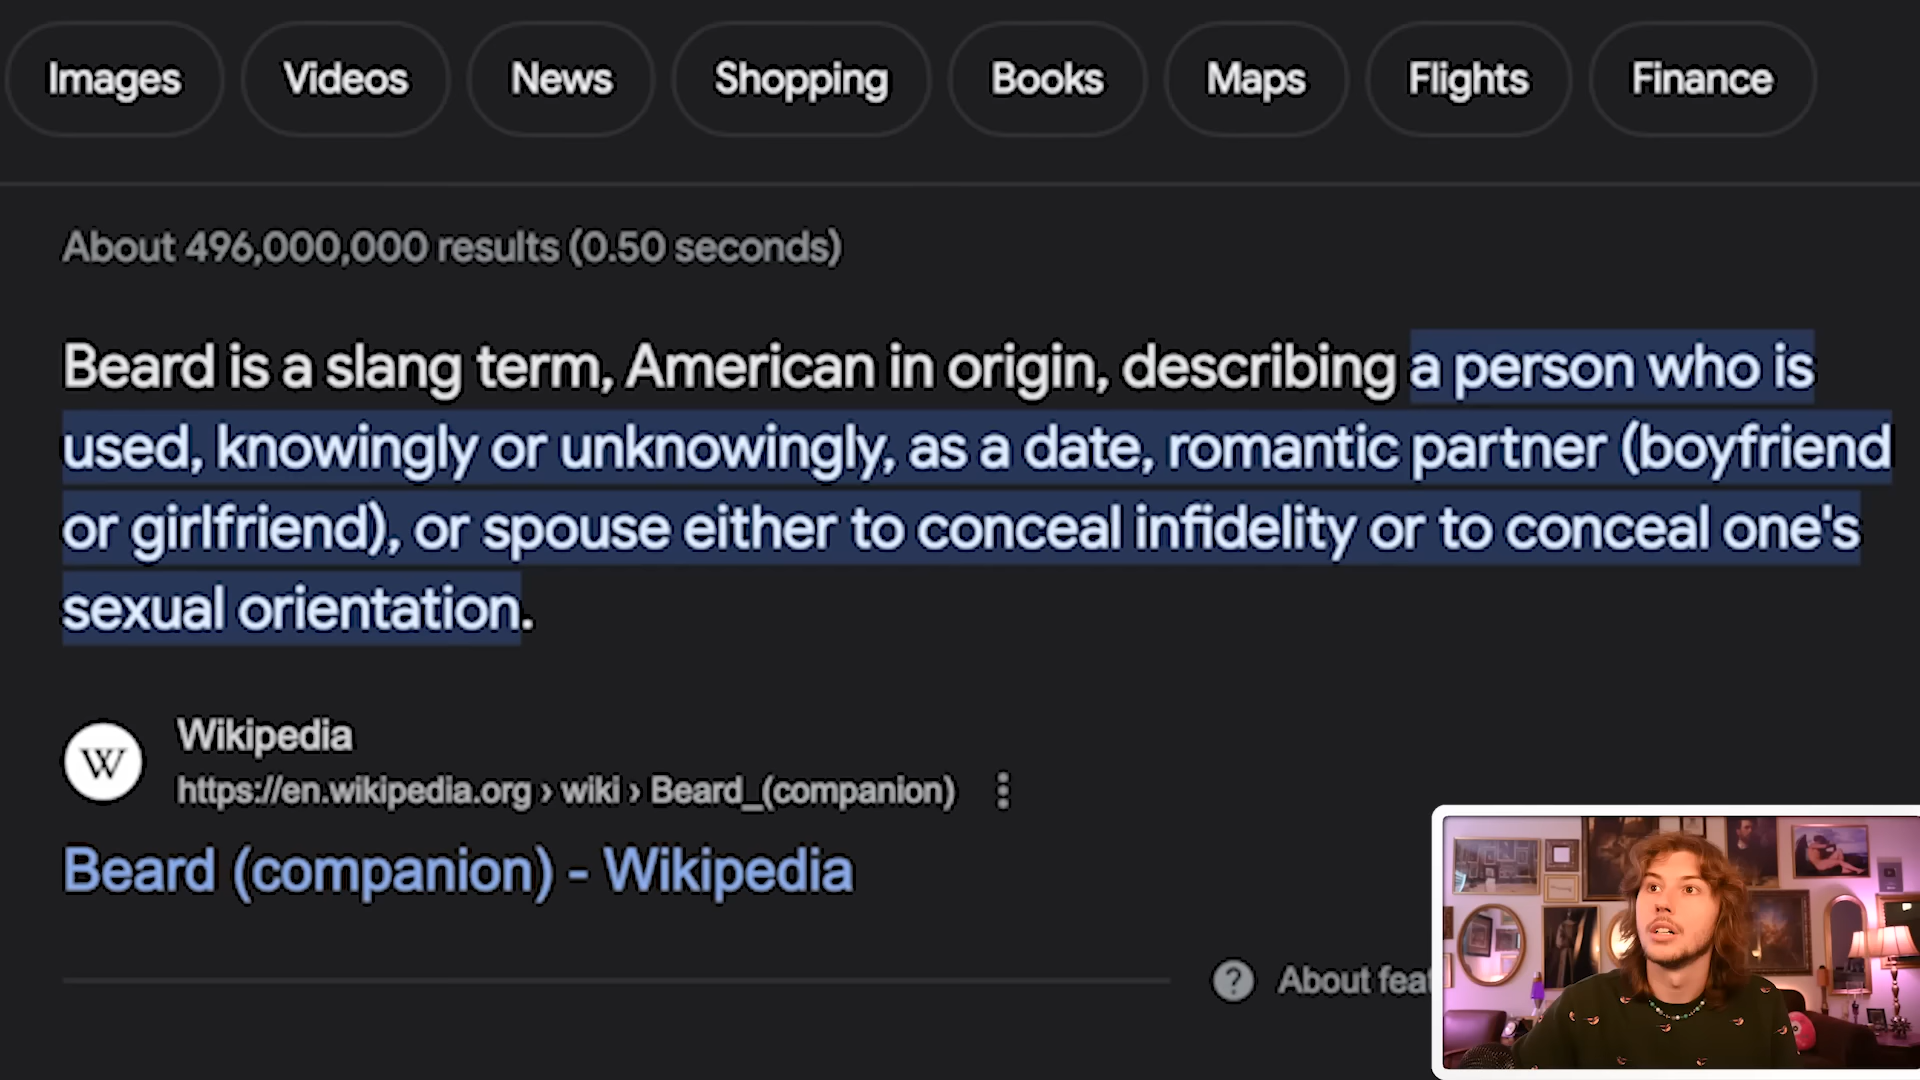 Images Videos News Shopping Books Maps Flights Finance
About 496,000,000 results (0.50 seconds)
Beard is a slang term, American in origin, describing a person who is
used, knowingly or unknowingly, as a date, romantic partner (boyfriend
or girlfriend), or spouse either to conceal infidelity or to conceal one's
sexual orientation.
W
Wikipedia
https://en.wikipedia.org › wiki › Beard_(companion)
Beard (companion) - Wikipedia
? About